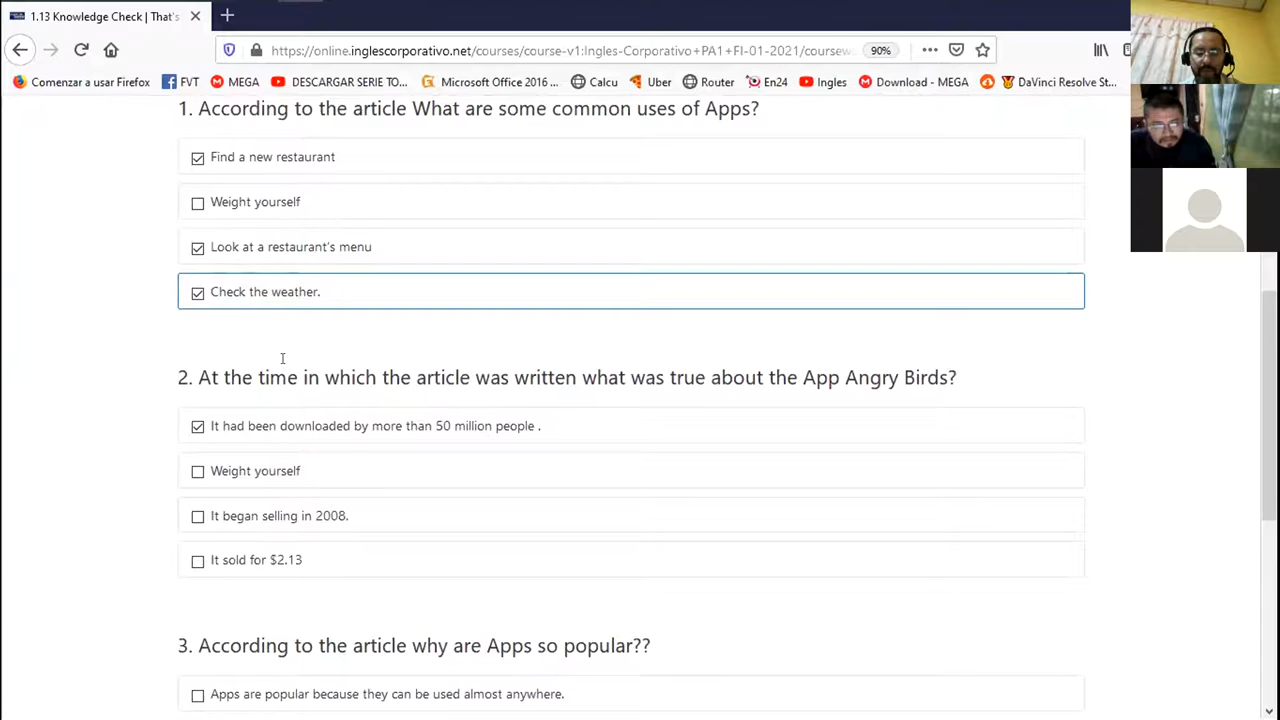 1.13 Knowledge Check | That's
https://online.inglescorporativo.net/courses/course-v1:Ingles-Corporativo+PA1+FI-01-2021/coursew
90%
Comenzar a usar Firefox
FVT
MEGA
DESCARGAR SERIE TO...
Microsoft Office 2016 ...
Calcu
Uber
Router
En24
Ingles
Download - MEGA
DaVinci Resolve St...
1. According to the article What are some common uses of Apps?
Find a new restaurant
Weight yourself
Look at a restaurant's menu
Check the weather.
2. At the time in which the article was written what was true about the App Angry Birds?
It had been downloaded by more than 50 million people .
Weight yourself
It began selling in 2008.
It sold for $2.13
3. According to the article why are Apps so popular??
Apps are popular because they can be used almost anywhere.